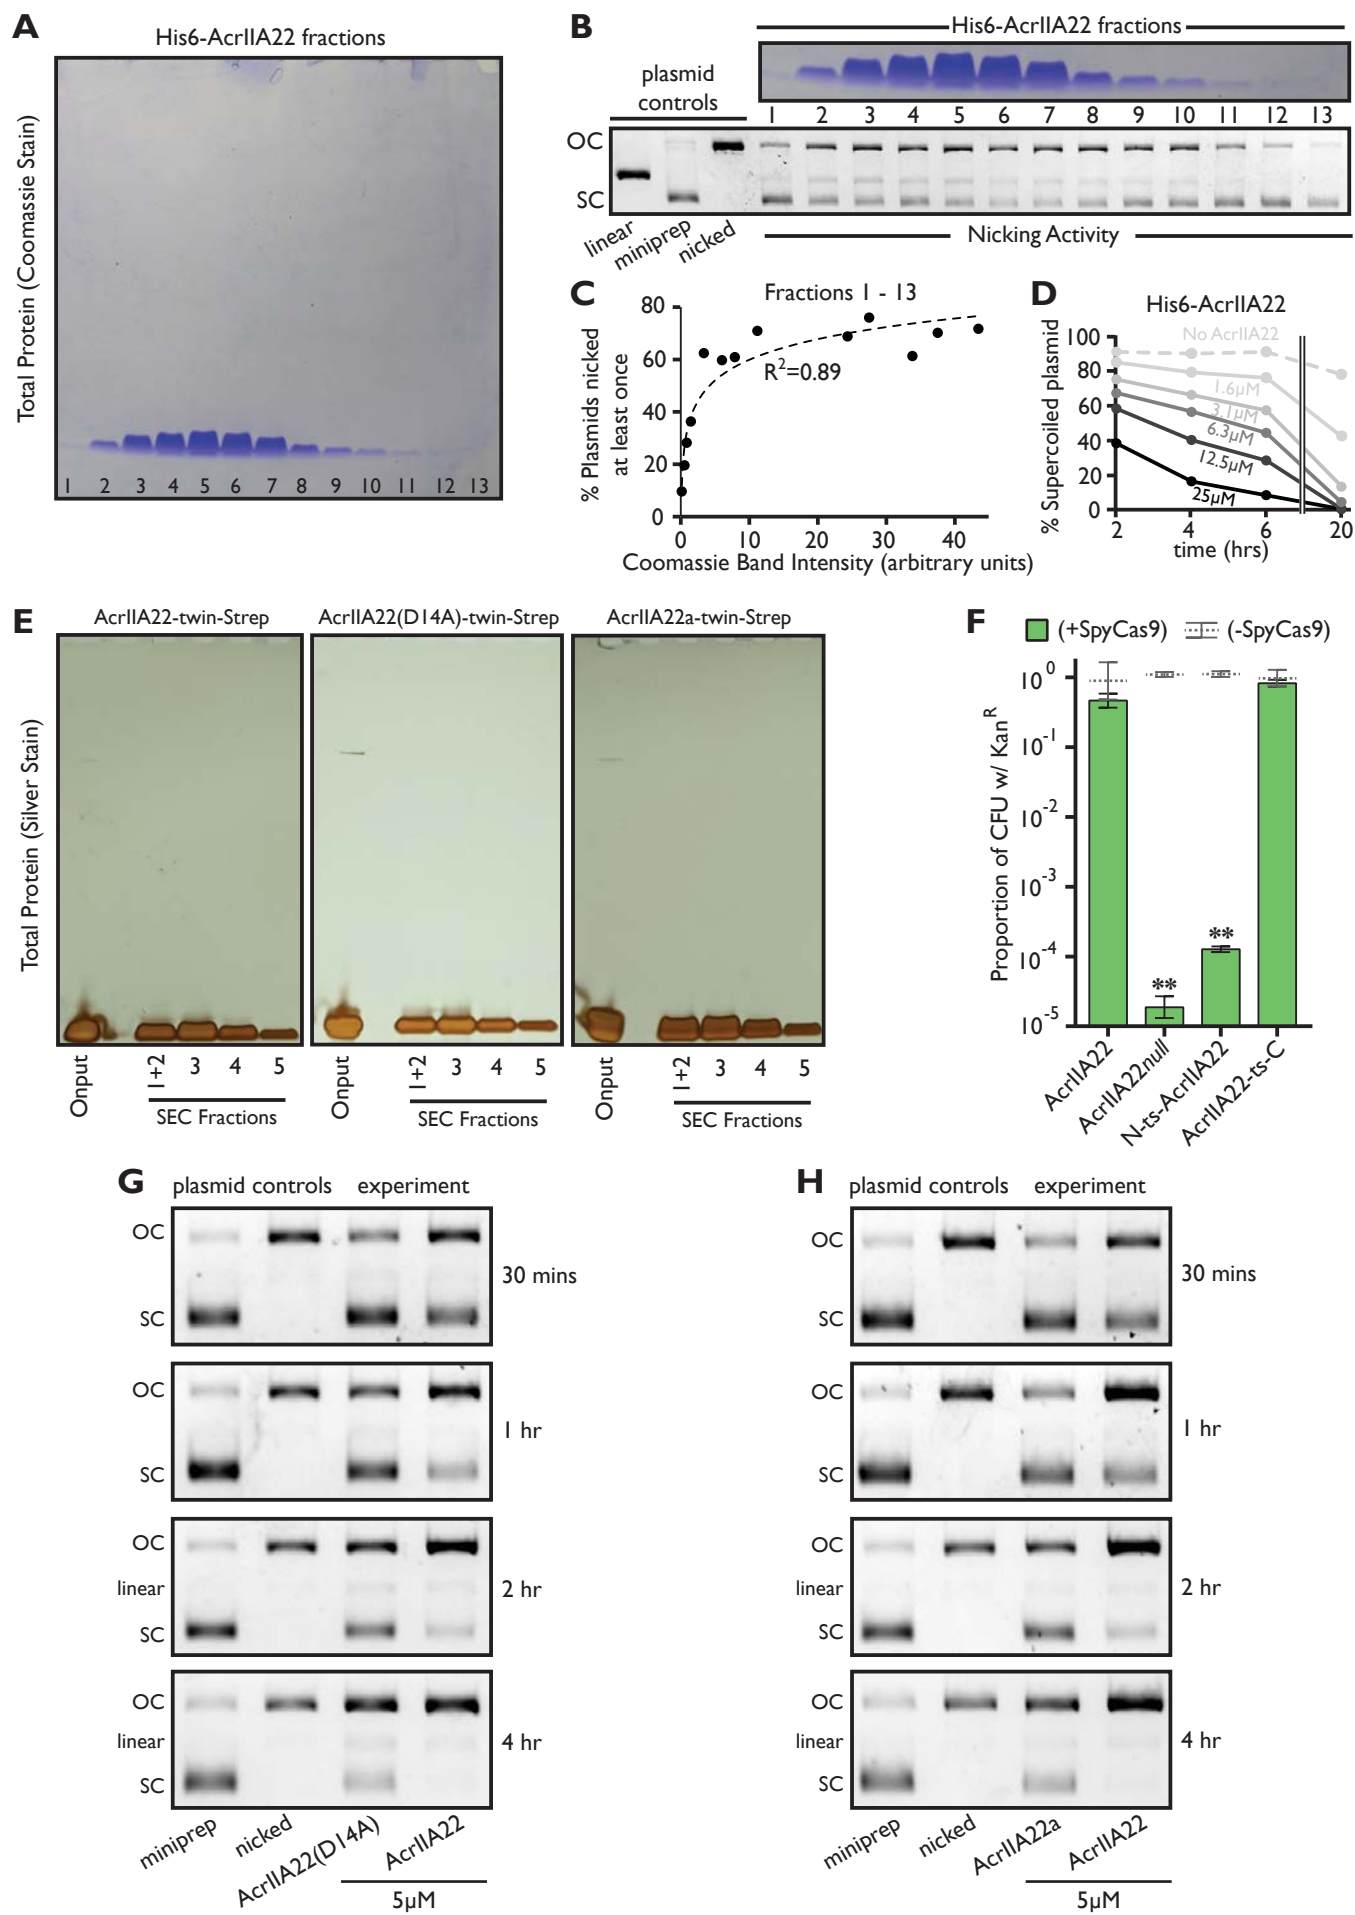 A
His6-AcrIIA22 fractions
Total Protein (Coomassie Stain)
1 2 3 4 5 6 7 8 9 10 11 12 13
B
His6-AcrIIA22 fractions
plasmid
controls
1 2 3 4 5 6 7 8 9 10 11 12 13
OC
SC
linear
miniprep
nicked
Nicking Activity
C
Fractions 1 - 13
% Plasmids nicked
at least once
80
60
40
20
0
R²=0.89
0 10 20 30 40
Coomassie Band Intensity (arbitrary units)
D
His6-AcrIIA22
% Supercoiled plasmid
100
80
60
40
20
0
No AcrIIA22
1.6µM
3.1µM
6.3µM
12.5µM
25µM
2 4 6 20
time (hrs)
E
AcrIIA22-twin-Strep
AcrIIA22(D14A)-twin-Strep
AcrIIA22a-twin-Strep
Total Protein (Silver Stain)
Onput 1+2 3 4 5
SEC Fractions
Onput 1+2 3 4 5
SEC Fractions
Onput 1+2 3 4 5
SEC Fractions
F
(+SpyCas9) (-SpyCas9)
Proportion of CFU w/ Kan^R
10^0
10^-1
10^-2
10^-3
10^-4
10^-5
**
**
AcrIIA22
AcrIIA22null
N-ts-AcrIIA22
AcrIIA22-ts-C
G
plasmid controls experiment
OC
SC
30 mins
OC
SC
1 hr
OC
linear
SC
2 hr
OC
linear
SC
4 hr
miniprep
nicked
AcrIIA22(D14A)
AcrIIA22
5µM
H
plasmid controls experiment
OC
SC
30 mins
OC
SC
1 hr
OC
linear
SC
2 hr
OC
linear
SC
4 hr
miniprep
nicked
AcrIIA22a
AcrIIA22
5µM